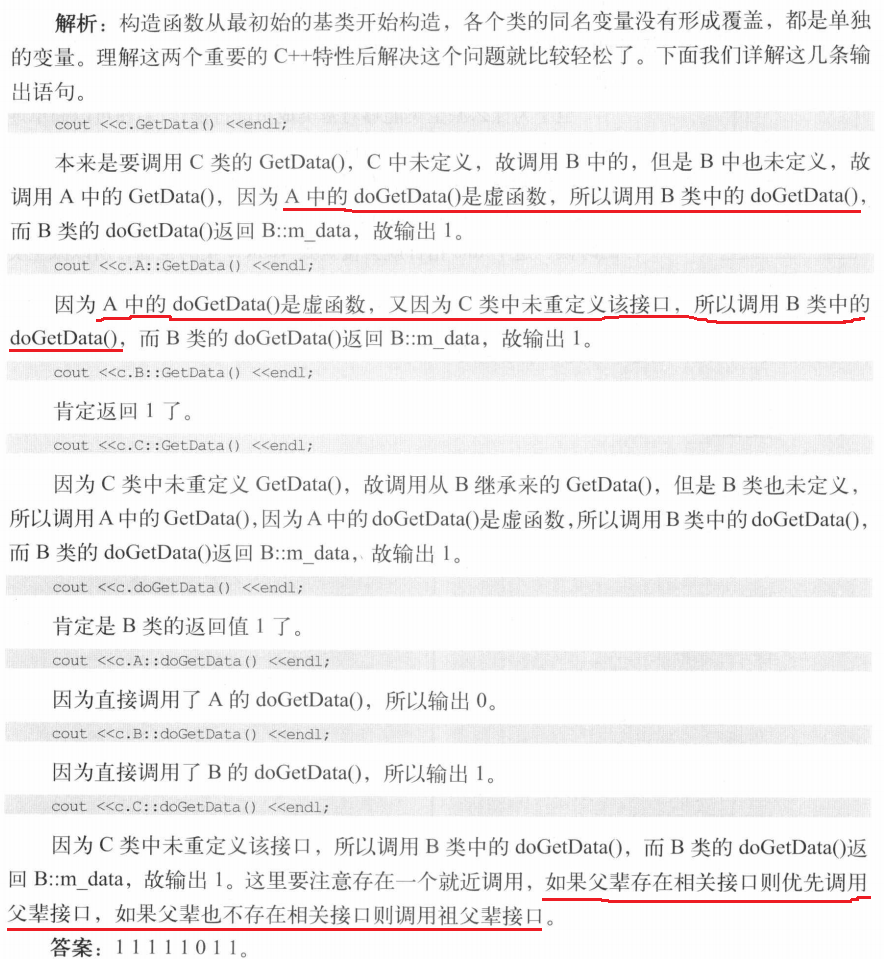 解析：构造函数从最初始的基类开始构造，各个类的同名变量没有形成覆盖，都是单独
的变量。理解这两个重要的 C++特性后解决这个问题就比较轻松了。下面我们详解这几条输
出语句。
cout <<c.GetData() <<endl;
本来是要调用 C 类的 GetData()，C 中未定义，故调用 B 中的，但是 B 中也未定义，故
调用 A 中的 GetData()，因为 A 中的 doGetData()是虚函数，所以调用 B 类中的 doGetData()，
而 B 类的 doGetData()返回 B::m_data，故输出 1。
cout <<c.A::GetData() <<endl;
因为 A 中的 doGetData()是虚函数，又因为 C 类中未重定义该接口，所以调用 B 类中的
doGetData()，而 B 类的 doGetData()返回 B::m_data，故输出 1。
cout <<c.B::GetData() <<endl;
肯定返回 1 了。
cout <<c.C::GetData() <<endl;
因为 C 类中未重定义 GetData()，故调用从 B 继承来的 GetData()，但是 B 类也未定义，
所以调用 A 中的 GetData()，因为 A 中的 doGetData()是虚函数，所以调用 B 类中的 doGetData()，
而 B 类的 doGetData()返回 B::m_data，故输出 1。
cout <<c.doGetData() <<endl;
肯定是 B 类的返回值 1 了。
cout <<c.A::doGetData() <<endl;
因为直接调用了 A 的 doGetData()，所以输出 0。
cout <<c.B::doGetData() <<endl;
因为直接调用了 B 的 doGetData()，所以输出 1。
cout <<c.C::doGetData() <<endl;
因为 C 类中未重定义该接口，所以调用 B 类中的 doGetData()，而 B 类的 doGetData()返
回 B::m_data，故输出 1。这里要注意存在一个就近调用，如果父辈存在相关接口则优先调用
父辈接口，如果父辈也不存在相关接口则调用祖父辈接口。
答案：1 1 1 1 1 0 1 1。